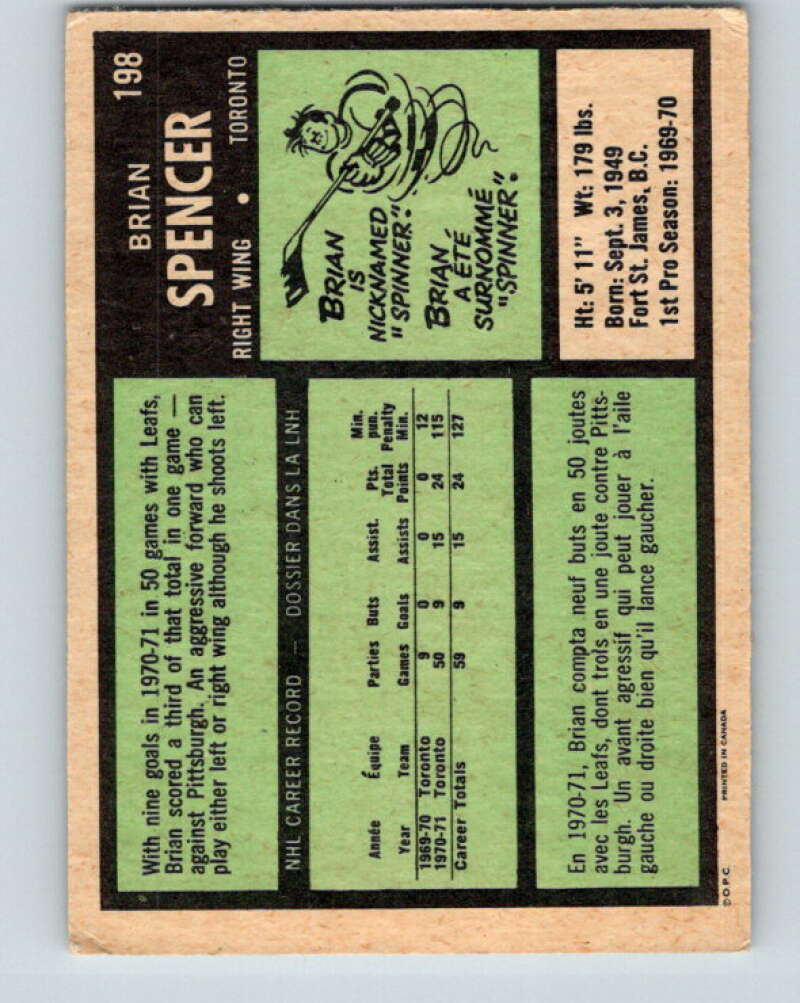 198
BRIAN
SPENCER
RIGHT WING • TORONTO
BRIAN
IS
NICKNAMED
"SPINNER".
BRIAN
A ÉTÉ
SURNOMMÉ
"SPINNER".
Ht: 5' 11" Wt: 179 lbs.
Born: Sept. 3, 1949
Fort St. James, B.C.
1st Pro Season: 1969-70
With nine goals in 1970-71 in 50 games with Leafs,
Brian scored a third of that total in one game —
against Pittsburgh. An aggressive forward who can
play either left or right wing although he shoots left.
NHL CAREER RECORD — DOSSIER DANS LA LNH
Min.
Pts. pun.
Année Équipe Parties Buts Assist. Total Penalty
Year Team Games Goals Assists Points Min.
1969-70 Toronto 9 0 0 0 12
1970-71 Toronto 50 9 15 24 115
Career Totals 59 9 15 24 127
En 1970-71, Brian compta neuf buts en 50 joutes
avec les Leafs, dont trois en une joute contre Pitts-
burgh. Un avant agressif qui peut jouer à l'aile
gauche ou droite bien qu'il lance gaucher.
© O.P.C. PRINTED IN CANADA